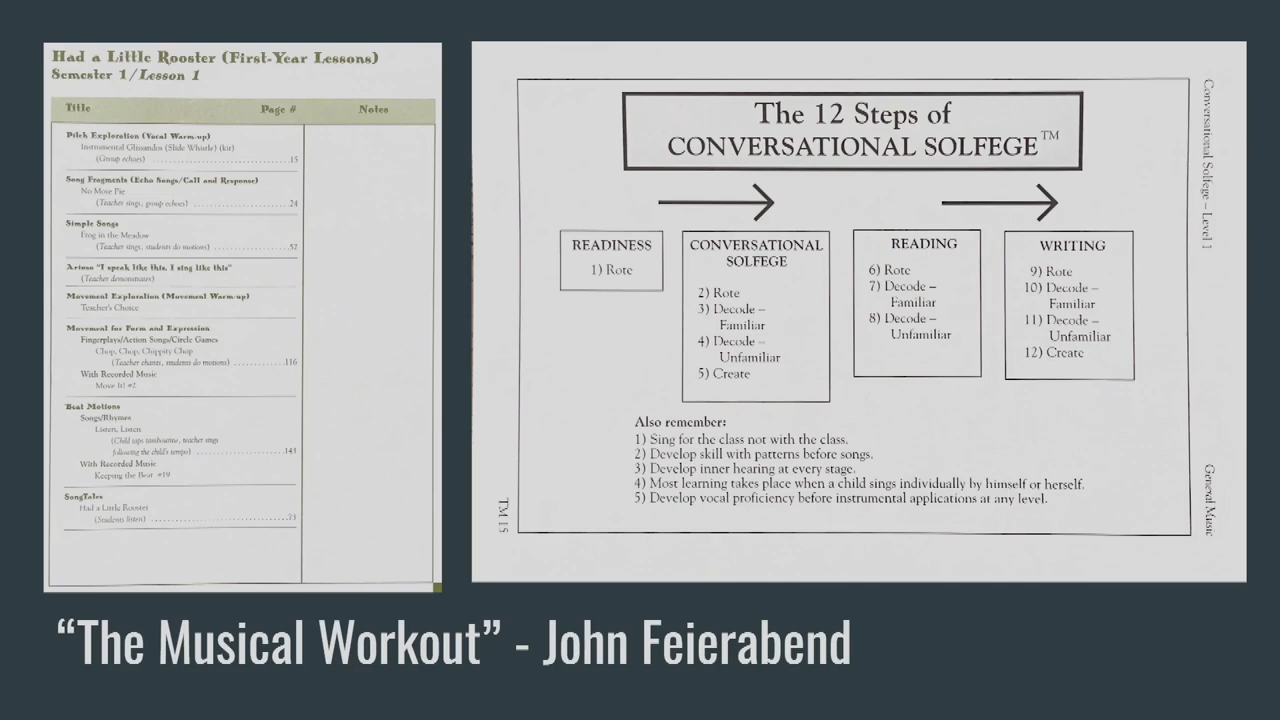 Had a Little Rooster (First-Year Lessons)
Semester 1/Lesson 1
Title Page # Notes
Pitch Exploration (Vocal Warm-up)
Instrumental Glissandos (Slide Whistle) (kit)
(Group echoes) ..........................................15
Song Fragments (Echo Songs/Call and Response)
No More Pie
(Teacher sings, group echoes) ..........................24
Simple Songs
Frog in the Meadow
(Teacher sings, students do motions) ......................57
Arioso "I speak like this, I sing like this"
(Teacher demonstrates)
Movement Exploration (Movement Warm-up)
Teacher's Choice
Movement for Form and Expression
Fingerplays/Action Songs/Circle Games
Chop, Chop, Chippity Chop
(Teacher chants, students do motions) ................116
With Recorded Music
Move It! #2
Beat Motions
Songs/Rhymes
Listen, Listen
(Child taps tambourine, teacher sings
following the child's tempo) .........................141
With Recorded Music
Keeping the Beat #19
SongTales
Had a Little Rooster
(Students listen) .......................................73
The 12 Steps of
CONVERSATIONAL SOLFEGE™
READINESS
1) Rote
CONVERSATIONAL
SOLFEGE
2) Rote
3) Decode –
Familiar
4) Decode –
Unfamiliar
5) Create
READING
6) Rote
7) Decode –
Familiar
8) Decode –
Unfamiliar
WRITING
9) Rote
10) Decode –
Familiar
11) Decode –
Unfamiliar
12) Create
Also remember:
1) Sing for the class not with the class.
2) Develop skill with patterns before songs.
3) Develop inner hearing at every stage.
4) Most learning takes place when a child sings individually by himself or herself.
5) Develop vocal proficiency before instrumental applications at any level.
TM 15
Conversational Solfege – Level 1
General Music
“The Musical Workout” - John Feierabend